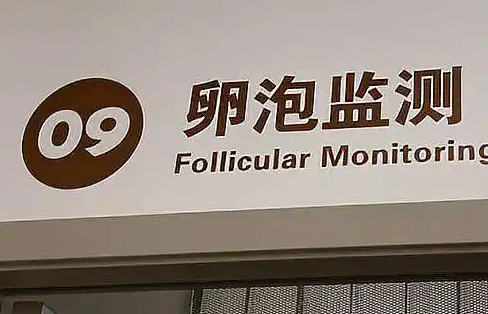 09
卵泡监测
Follicular Monitoring